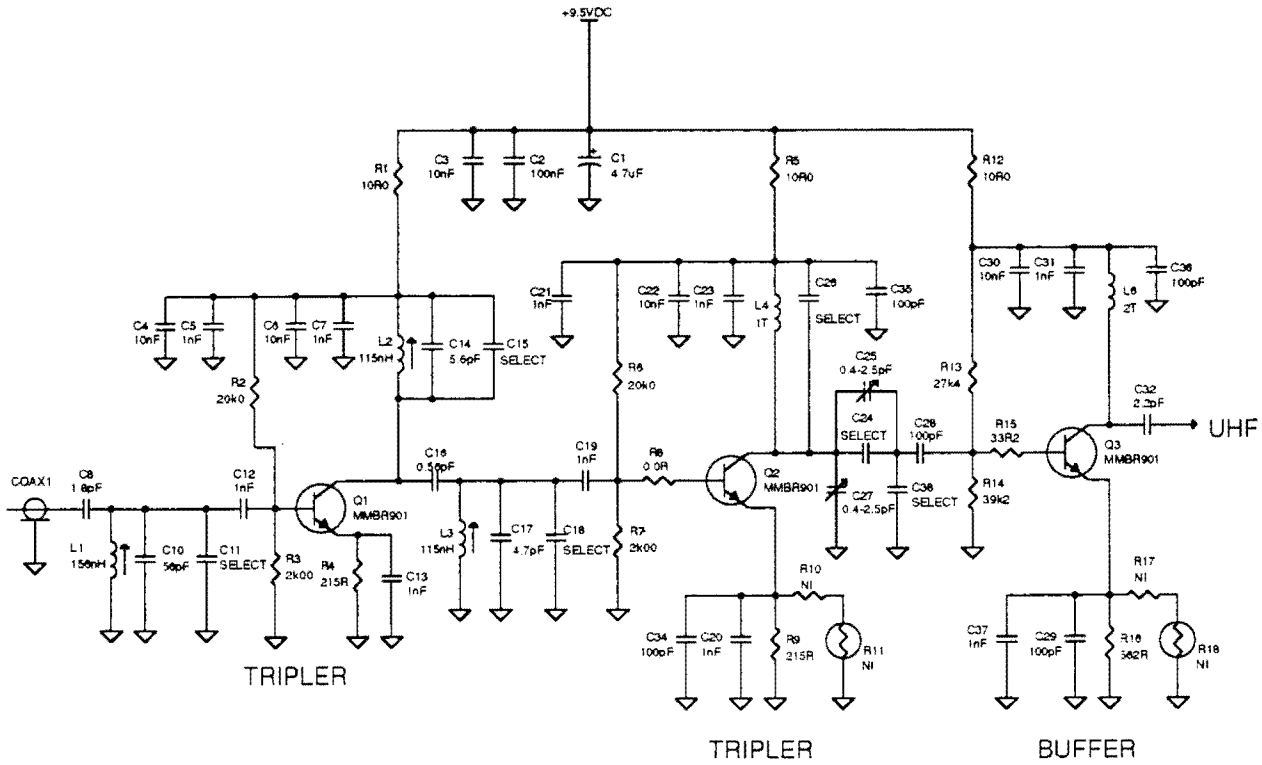 +9.5VDC
R1
10R0
C3
10nF
C2
100nF
C1
4.7uF
R5
10R0
R12
10R0
C4
10nF
C5
1nF
C6
10nF
C7
1nF
L2
115nH
C14
5.6pF
C15
SELECT
C21
1nF
C22
10nF
C23
1nF
L4
1T
C26
SELECT
C35
100pF
C30
10nF
C31
1nF
L6
2T
C36
100pF
R2
20k0
R6
20k0
C25
0.4-2.5pF
R13
27k4
C24
SELECT
C28
100pF
R15
33R2
C32
2.2pF
UHF
COAX1
C8
1.8pF
C12
1nF
Q1
MMBR901
C16
0.56pF
C19
1nF
R8
0.0R
Q2
MMBR901
C27
0.4-2.5pF
C38
SELECT
R14
39k2
Q3
MMBR901
L1
C10
56pF
C11
SELECT
R3
2k00
R4
215R
C13
1nF
L3
115nH
C17
4.7pF
C18
SELECT
R7
2k00
R10
NI
R17
NI
C34
100pF
C20
1nF
R9
215R
R11
NI
C37
1nF
C29
100pF
R16
562R
R18
NI
TRIPLER
TRIPLER
BUFFER